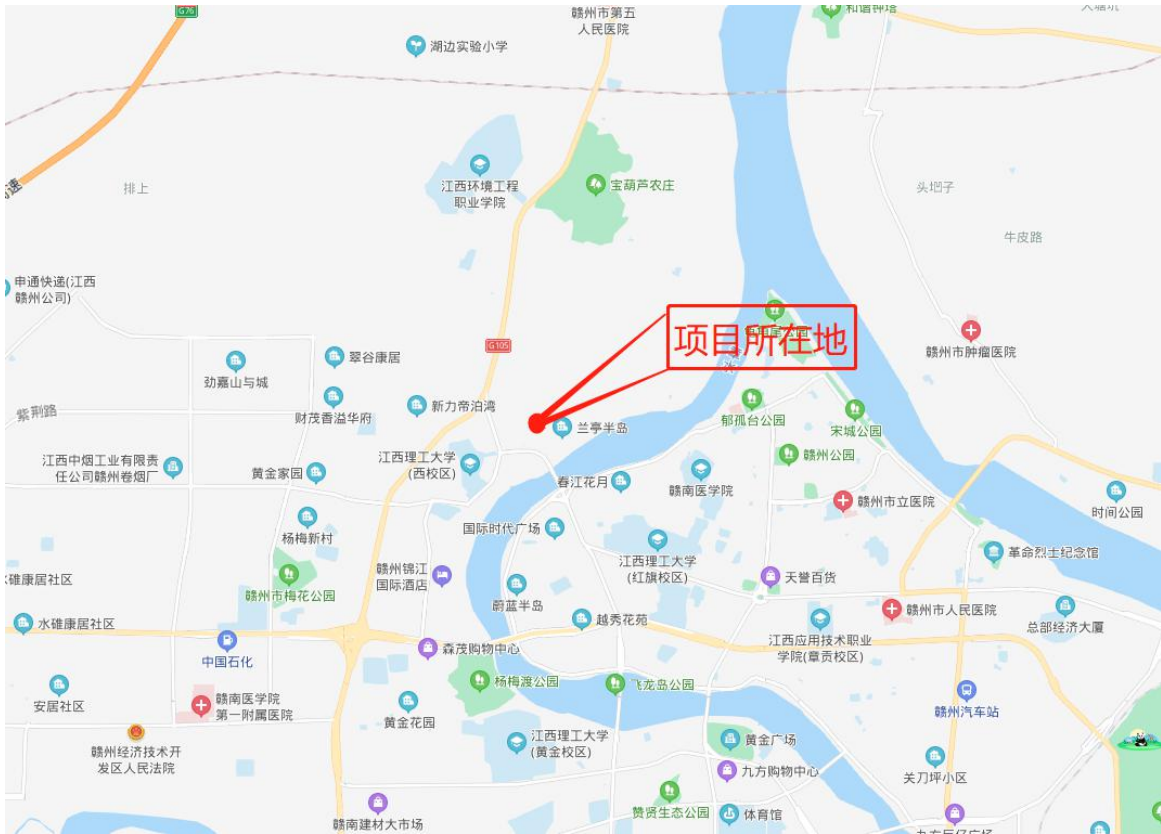 G76
赣州市第五
人民医院
和谐钟塔
湖边实验小学
高速
江西环境工程
职业学院
宝葫芦农庄
排上
头垇子
牛皮路
申通快递(江西
赣州公司)
项目所在地
赣州市肿瘤医院
G105
翠谷康居
劲嘉山与城
紫荆路
财茂香溢华府
新力帝泊湾
兰亭半岛
郁孤台公园
宋城公园
江西中烟工业有限责
任公司赣州卷烟厂
黄金家园
江西理工大学
(西校区)
赣州公园
春江花月
赣南医学院
赣州市立医院
时间公园
杨梅新村
国际时代广场
江西理工大学
(红旗校区)
革命烈士纪念馆
水碓康居社区
赣州市梅花公园
赣州锦江
国际酒店
天誉百货
蔚蓝半岛
赣州市人民医院
水碓康居社区
越秀花苑
总部经济大厦
江西应用技术职业
学院(章贡校区)
中国石化
森茂购物中心
杨梅渡公园
飞龙岛公园
安居社区
赣南医学院
第一附属医院
黄金花园
赣州汽车站
江西理工大学
(黄金校区)
黄金广场
赣州经济技术开
发区人民法院
九方购物中心
关刀坪小区
赣南建材大市场
赞贤生态公园
体育馆